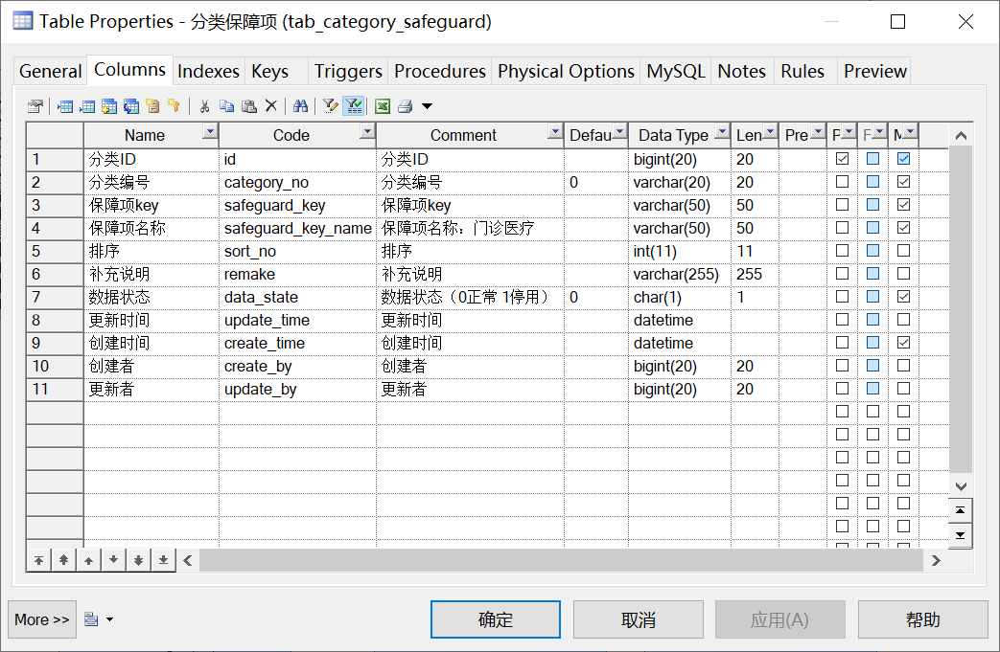 Table Properties - 分类保障项 (tab_category_safeguard)
General Columns Indexes Keys Triggers Procedures Physical Options MySQL Notes Rules Preview
Name Code Comment Defau Data Type Len Pre P F M
1 分类ID id 分类ID bigint(20) 20
2 分类编号 category_no 分类编号 0 varchar(20) 20
3 保障项key safeguard_key 保障项key varchar(50) 50
4 保障项名称 safeguard_key_name 保障项名称：门诊医疗 varchar(50) 50
5 排序 sort_no 排序 int(11) 11
6 补充说明 remake 补充说明 varchar(255) 255
7 数据状态 data_state 数据状态（0正常 1停用） 0 char(1) 1
8 更新时间 update_time 更新时间 datetime
9 创建时间 create_time 创建时间 datetime
10 创建者 create_by 创建者 bigint(20) 20
11 更新者 update_by 更新者 bigint(20) 20
More >> 确定 取消 应用(A) 帮助